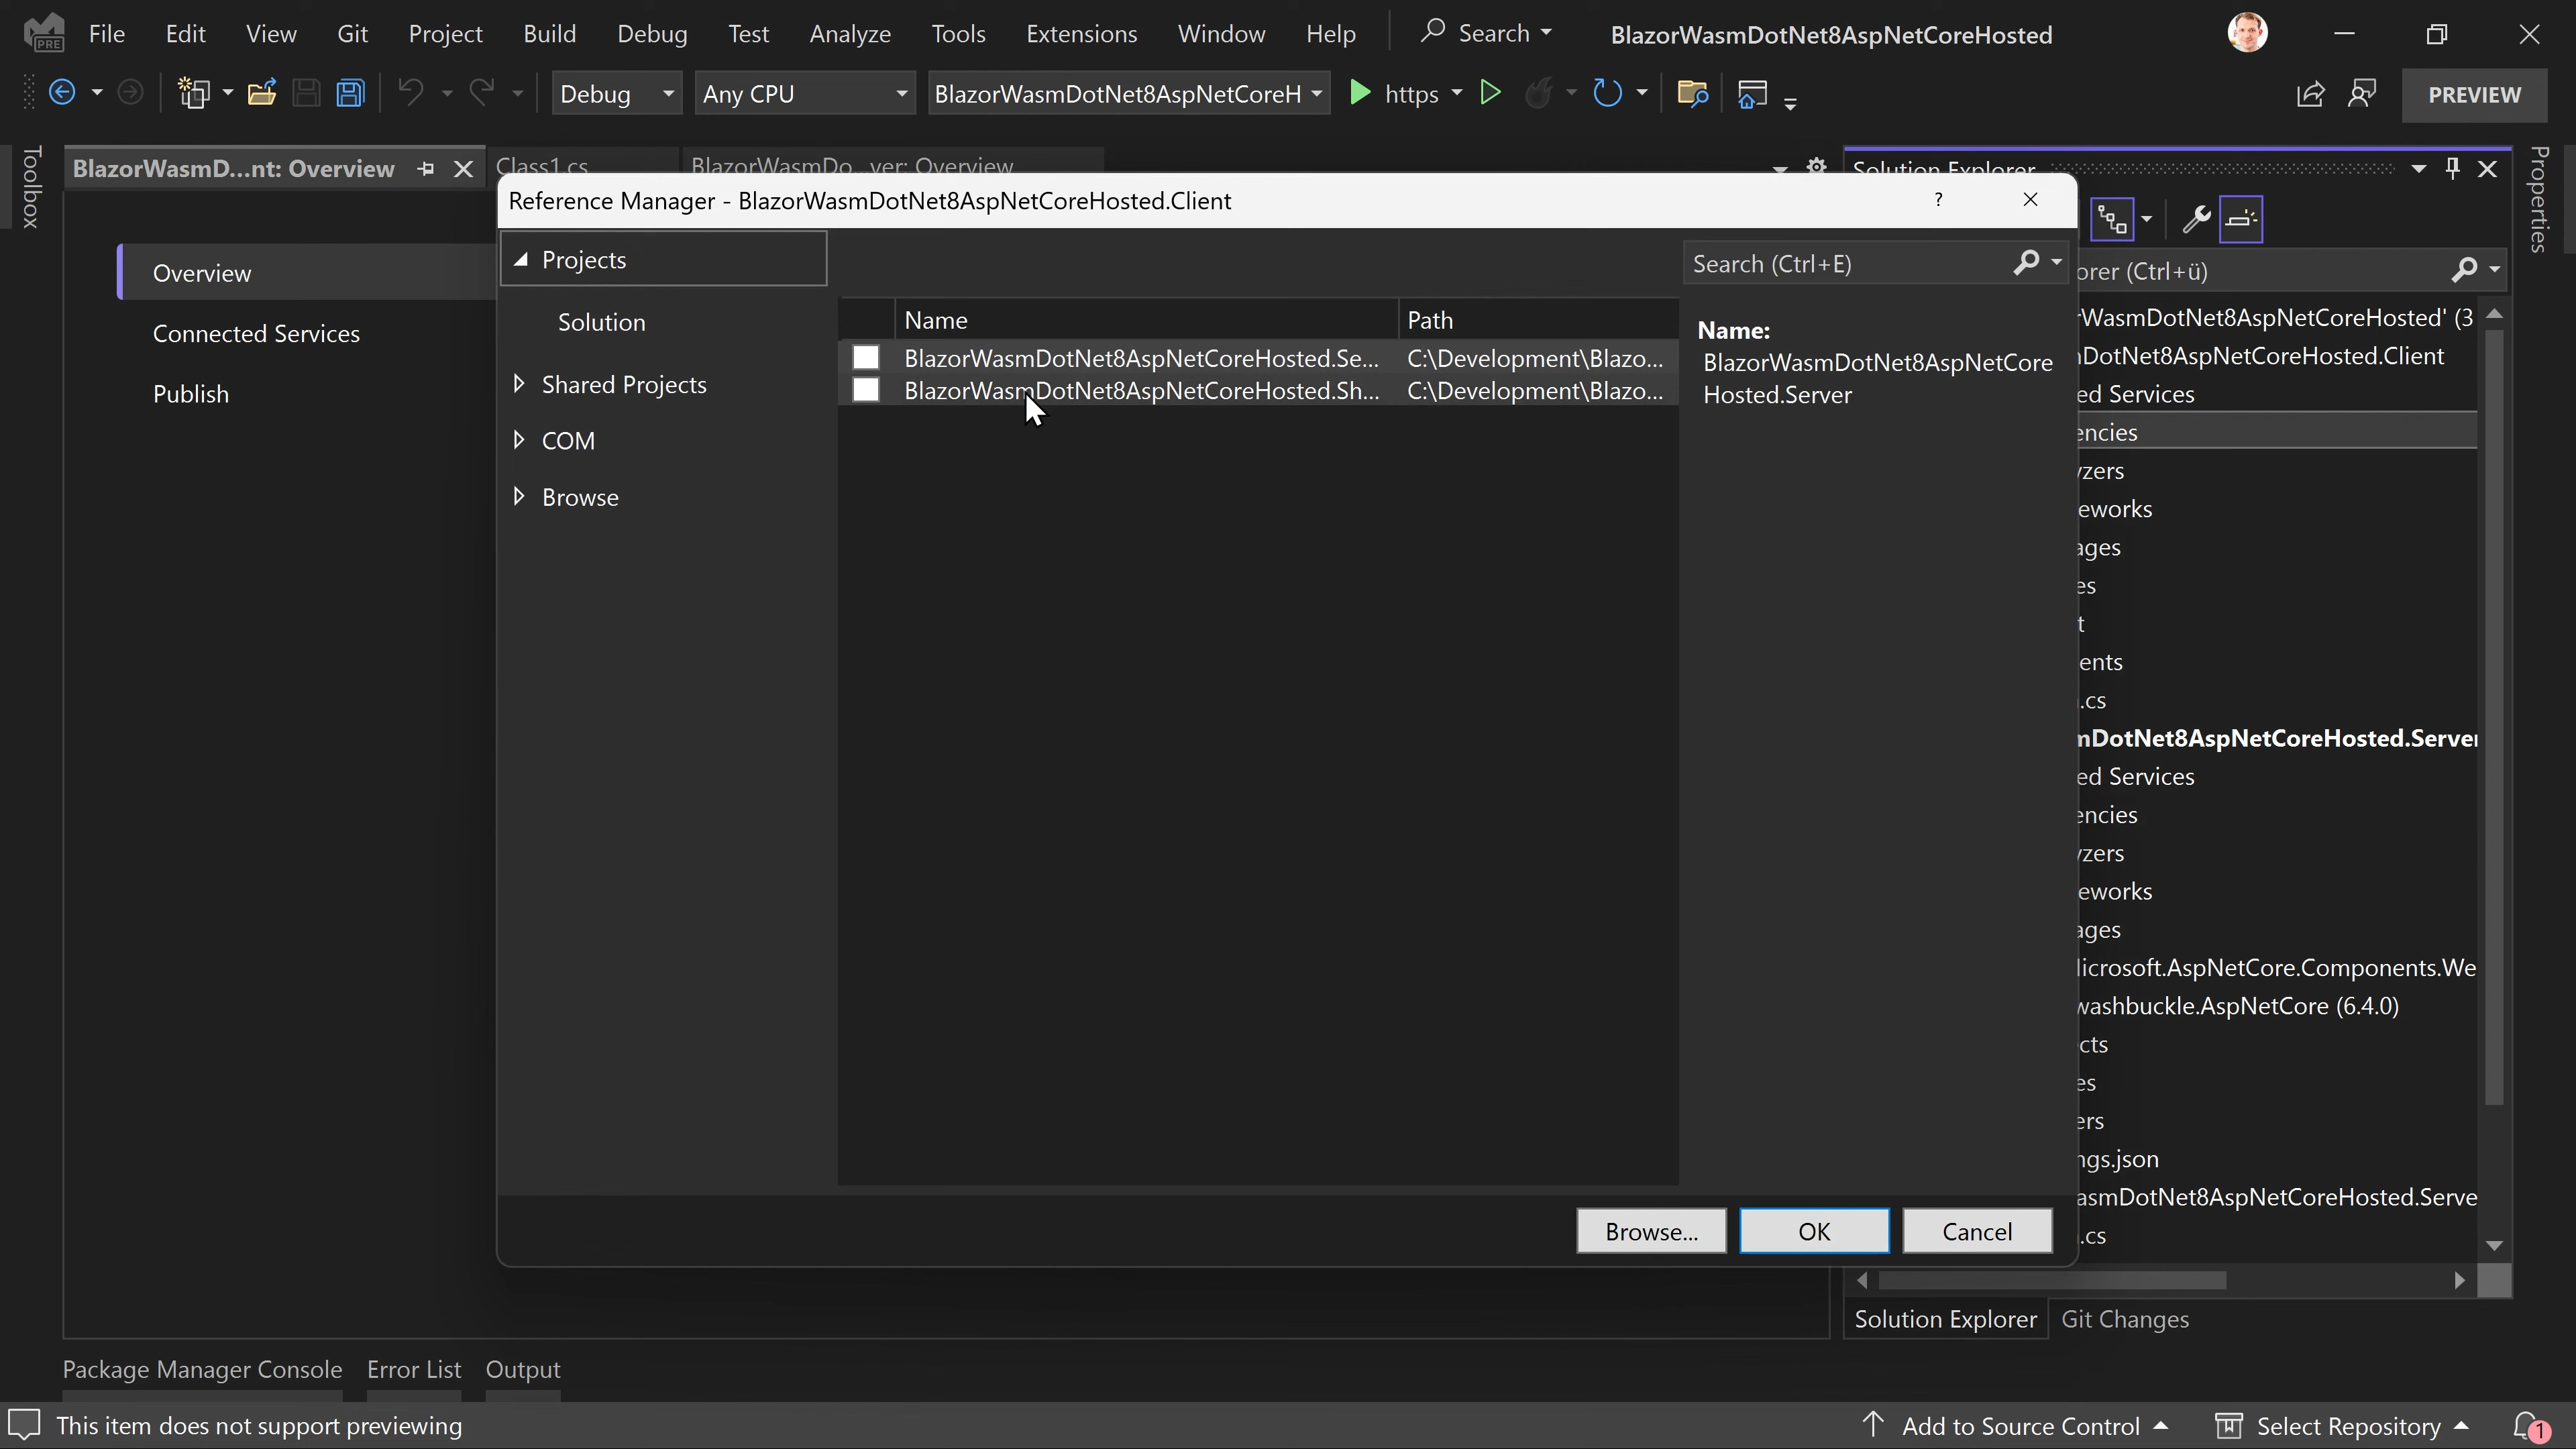 File Edit View Git Project Build Debug Test Analyze Tools Extensions Window Help Search BlazorWasmDotNet8AspNetCoreHosted
PRE
Debug Any CPU BlazorWasmDotNet8AspNetCoreH https PREVIEW
Toolbox
BlazorWasmD...nt: Overview Class1.cs BlazorWasmDo...ver: Overview Solution Explorer
Properties
Reference Manager - BlazorWasmDotNet8AspNetCoreHosted.Client ?
Overview
Connected Services
Publish
Projects
Solution
Shared Projects
COM
Browse
Search (Ctrl+E)
Name Path
BlazorWasmDotNet8AspNetCoreHosted.Se... C:\Development\Blazo...
BlazorWasmDotNet8AspNetCoreHosted.Sh... C:\Development\Blazo...
Name:
BlazorWasmDotNet8AspNetCore
Hosted.Server
Browse... OK Cancel
orer (Ctrl+ü)
WasmDotNet8AspNetCoreHosted' (3
DotNet8AspNetCoreHosted.Client
ed Services
encies
yzers
eworks
ages
es
t
ents
.cs
mDotNet8AspNetCoreHosted.Server
ed Services
encies
yzers
eworks
ages
icrosoft.AspNetCore.Components.We
washbuckle.AspNetCore (6.4.0)
cts
es
ers
ngs.json
asmDotNet8AspNetCoreHosted.Serve
.cs
Solution Explorer Git Changes
Package Manager Console Error List Output
This item does not support previewing Add to Source Control Select Repository 1